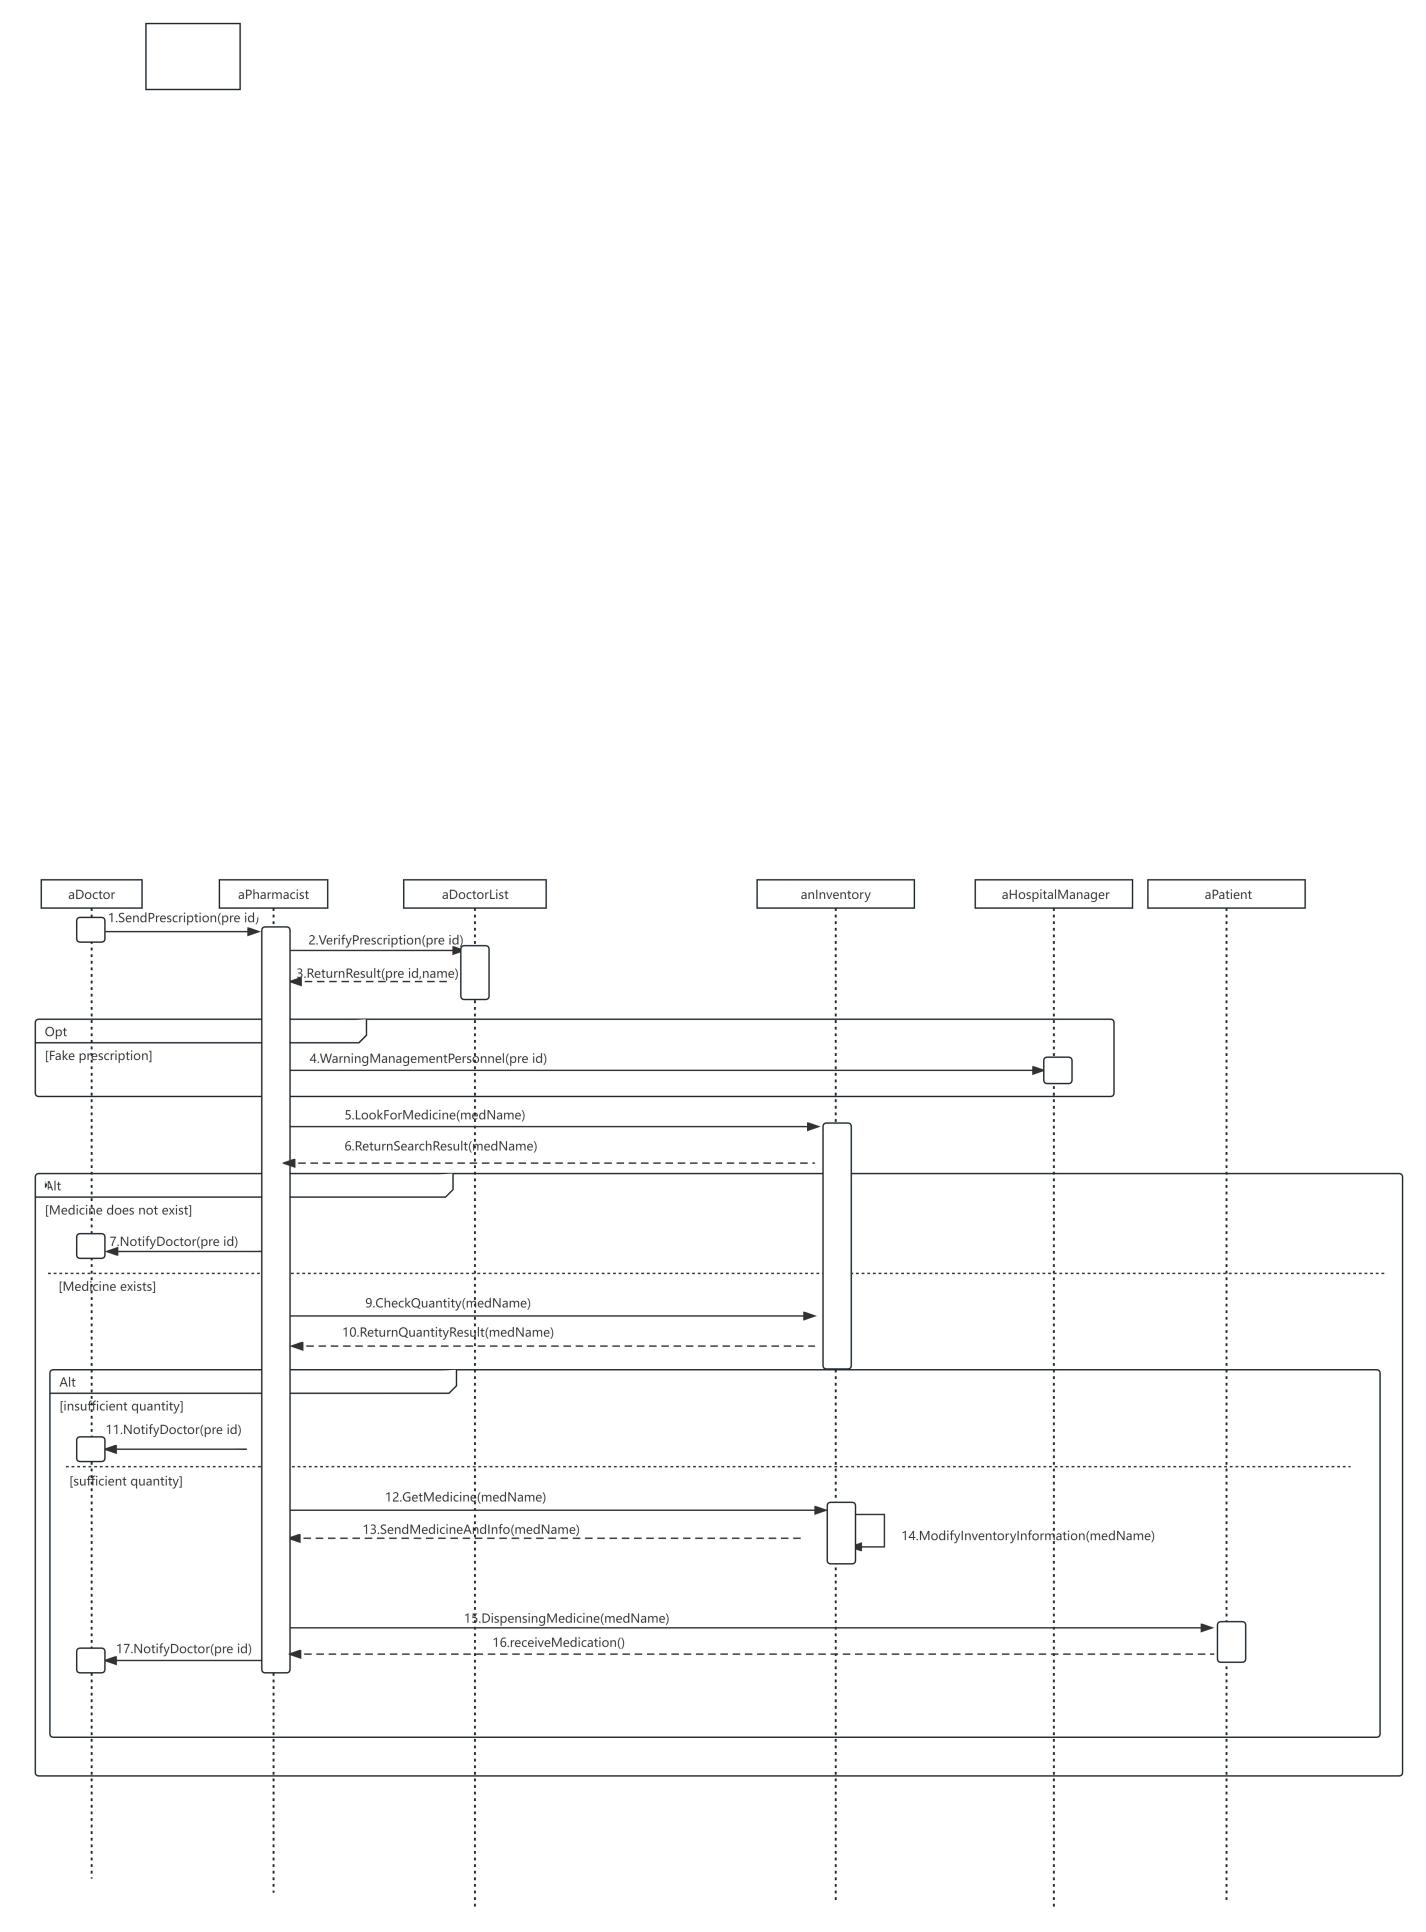 aDoctor
aPharmacist
aDoctorList
anInventory
aHospitalManager
aPatient
1.SendPrescription(pre id)
2.VerifyPrescription(pre id)
3.ReturnResult(pre id,name)
Opt
[Fake prescription]
4.WarningManagementPersonnel(pre id)
5.LookForMedicine(medName)
6.ReturnSearchResult(medName)
Alt
[Medicine does not exist]
7.NotifyDoctor(pre id)
[Medicine exists]
9.CheckQuantity(medName)
10.ReturnQuantityResult(medName)
Alt
[insufficient quantity]
11.NotifyDoctor(pre id)
[sufficient quantity]
12.GetMedicine(medName)
13.SendMedicineAndInfo(medName)
14.ModifyInventoryInformation(medName)
15.DispensingMedicine(medName)
16.receiveMedication()
17.NotifyDoctor(pre id)